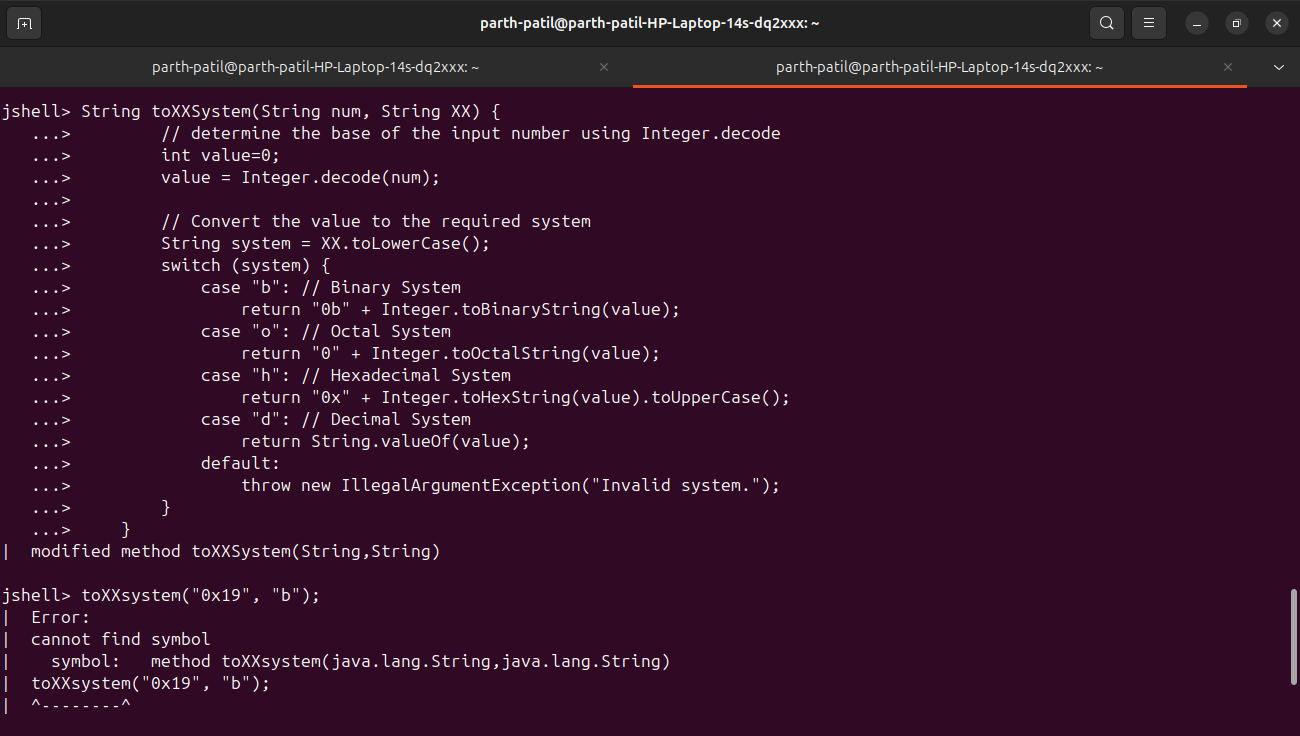 parth-patil@parth-patil-HP-Laptop-14s-dq2xxx: ~
parth-patil@parth-patil-HP-Laptop-14s-dq2xxx: ~
parth-patil@parth-patil-HP-Laptop-14s-dq2xxx: ~
jshell> String toXXSystem(String num, String XX) {
   ...>         // determine the base of the input number using Integer.decode
   ...>         int value=0;
   ...>         value = Integer.decode(num);
   ...>
   ...>         // Convert the value to the required system
   ...>         String system = XX.toLowerCase();
   ...>         switch (system) {
   ...>             case "b": // Binary System
   ...>                 return "0b" + Integer.toBinaryString(value);
   ...>             case "o": // Octal System
   ...>                 return "0" + Integer.toOctalString(value);
   ...>             case "h": // Hexadecimal System
   ...>                 return "0x" + Integer.toHexString(value).toUpperCase();
   ...>             case "d": // Decimal System
   ...>                 return String.valueOf(value);
   ...>             default:
   ...>                 throw new IllegalArgumentException("Invalid system.");
   ...>         }
   ...>     }
|  modified method toXXSystem(String,String)
jshell> toXXsystem("0x19", "b");
|  Error:
|  cannot find symbol
|    symbol:   method toXXsystem(java.lang.String,java.lang.String)
|  toXXsystem("0x19", "b");
|  ^--------^